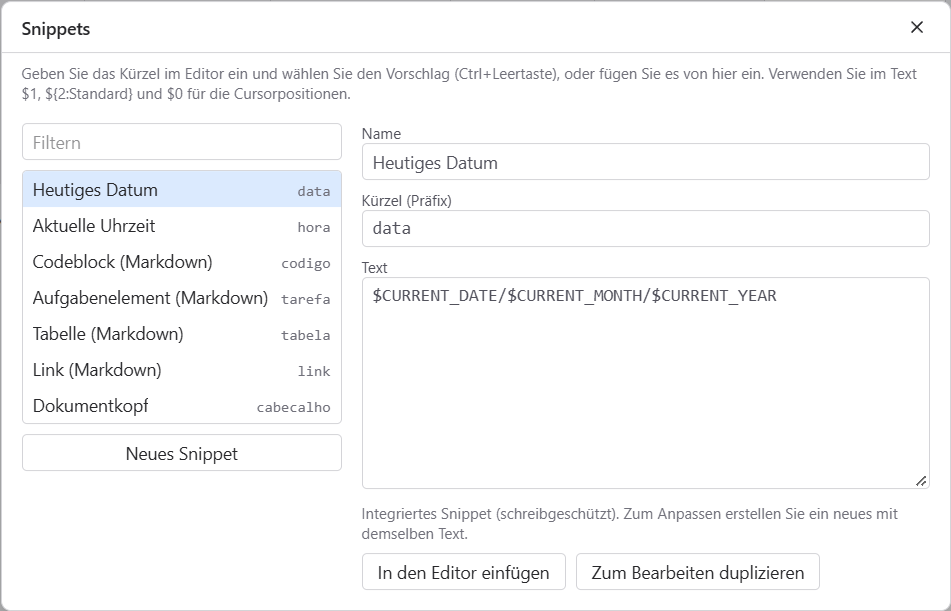 Snippets
Geben Sie das Kürzel im Editor ein und wählen Sie den Vorschlag (Ctrl+Leertaste), oder fügen Sie es von hier ein. Verwenden Sie im Text
$1, ${2:Standard} und $0 für die Cursorpositionen.
Filtern
Heutiges Datum data
Aktuelle Uhrzeit hora
Codeblock (Markdown) codigo
Aufgabenelement (Markdown) tarefa
Tabelle (Markdown) tabela
Link (Markdown) link
Dokumentkopf cabecalho
Neues Snippet
Name
Heutiges Datum
Kürzel (Präfix)
data
Text
$CURRENT_DATE/$CURRENT_MONTH/$CURRENT_YEAR
Integriertes Snippet (schreibgeschützt). Zum Anpassen erstellen Sie ein neues mit
demselben Text.
In den Editor einfügen
Zum Bearbeiten duplizieren